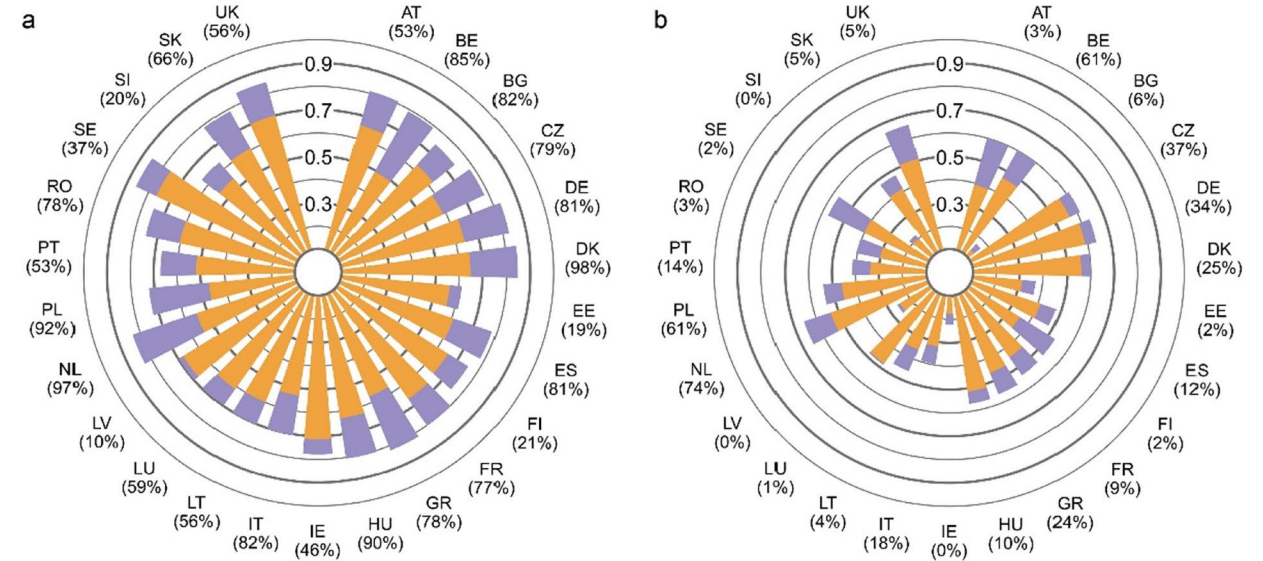 a
UK
(56%)
AT
(53%)
SK
(66%)
BE
(85%)
SI
(20%)
BG
(82%)
SE
(37%)
CZ
(79%)
RO
(78%)
DE
(81%)
PT
(53%)
DK
(98%)
PL
(92%)
EE
(19%)
NL
(97%)
ES
(81%)
LV
(10%)
FI
(21%)
LU
(59%)
FR
(77%)
LT
(56%)
GR
(78%)
IT
(82%)
HU
(90%)
IE
(46%)
0.9
0.7
0.5
0.3
b
UK
(5%)
AT
(3%)
SK
(5%)
BE
(61%)
SI
(0%)
BG
(6%)
SE
(2%)
CZ
(37%)
RO
(3%)
DE
(34%)
PT
(14%)
DK
(25%)
PL
(61%)
EE
(2%)
NL
(74%)
ES
(12%)
LV
(0%)
FI
(2%)
LU
(1%)
FR
(9%)
LT
(4%)
GR
(24%)
IT
(18%)
HU
(10%)
IE
(0%)
0.9
0.7
0.5
0.3